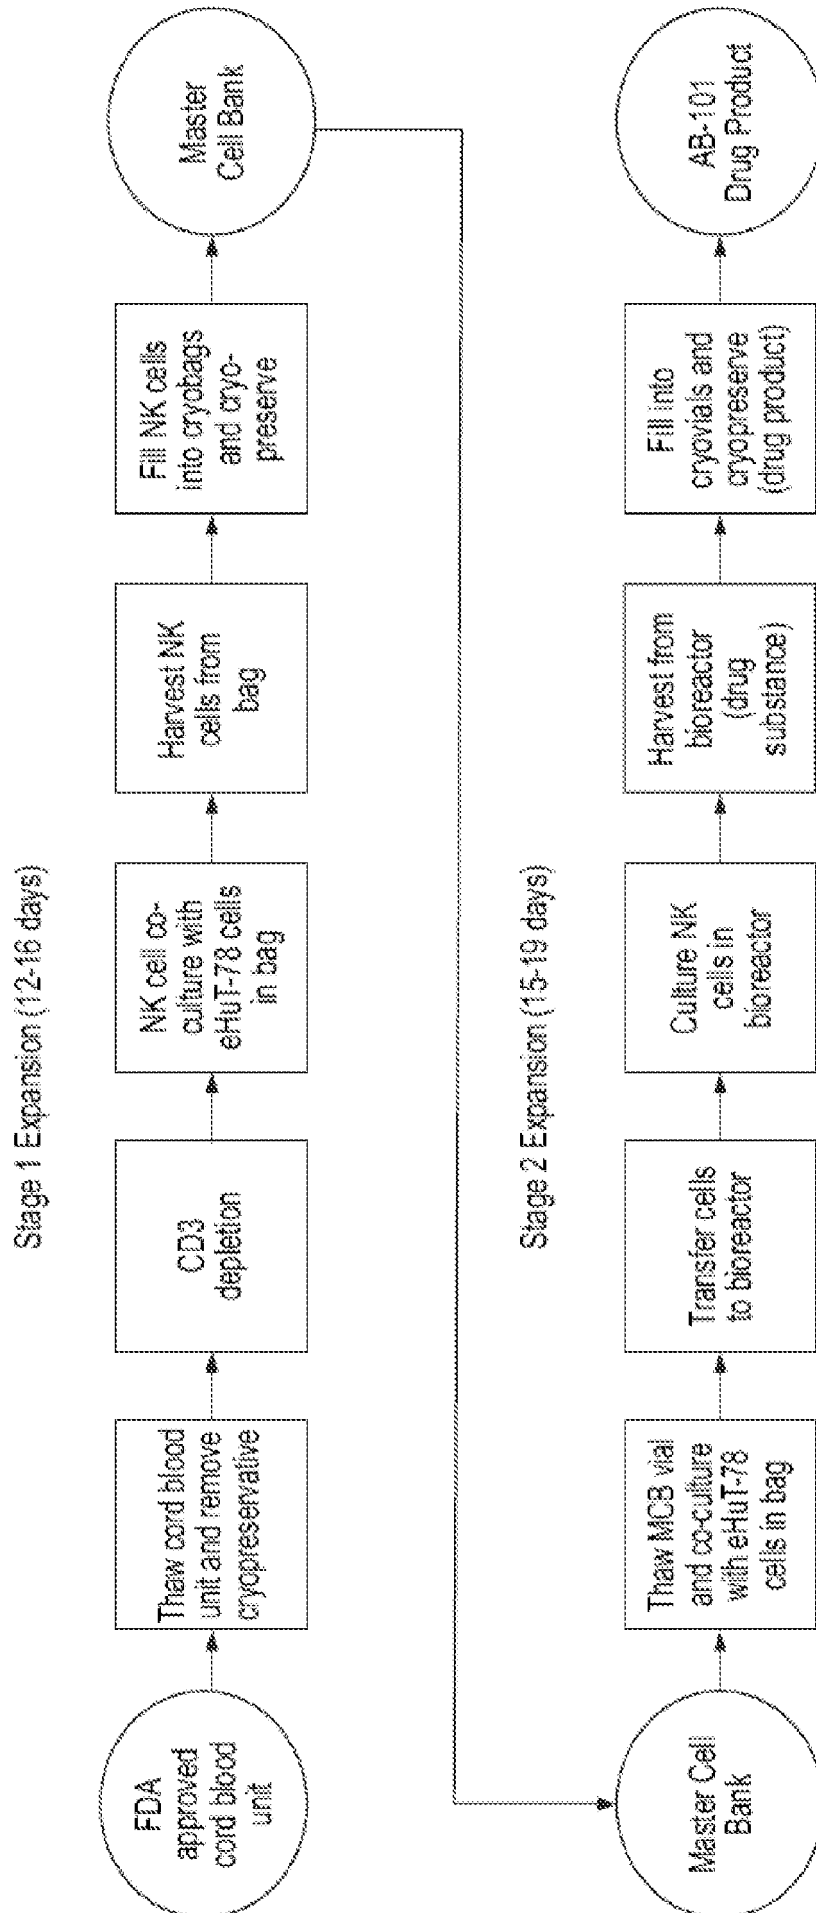 Stage 1 Expansion (12-16 days)
FDA
approved
cord blood
unit
Thaw cord blood
unit and remove
cryopreservative
CD3
depletion
NK cell co-
culture with
eHuT-78 cells
in bag
Harvest NK
cells from
bag
Fill NK cells
into cryobags
and cryo-
preserve
Master
Cell Bank
Stage 2 Expansion (15-19 days)
Master Cell
Bank
Thaw MCB vial
and co-culture
with eHuT-78
cells in bag
Transfer cells
to bioreactor
Culture NK
cells in
bioreactor
Harvest from
bioreactor
(drug
substance)
Fill into
cryovials and
cryopreserve
(drug product)
AB-101
Drug Product